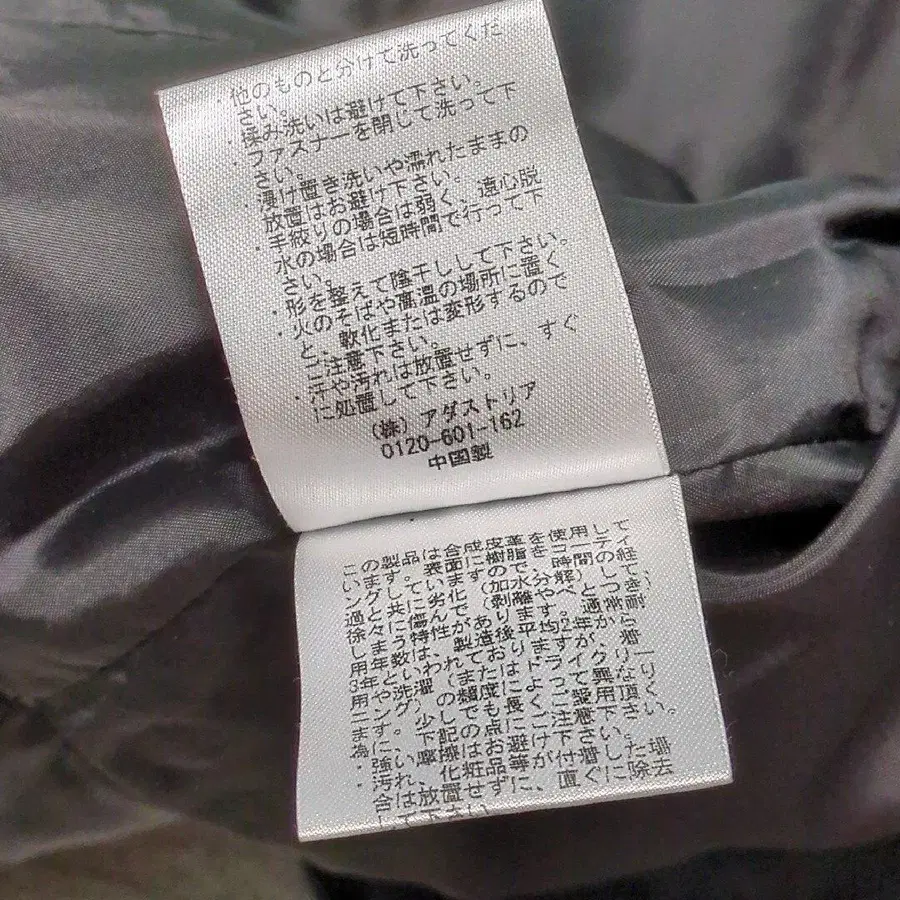 ・他のものと分けて洗ってくだ
さい。
・揉み洗いは避けて下さい。
・ファスナーを閉して洗って下
さい。
・浸け置き洗いや濡れたままの
放置はお避け下さい。
・手絞りの場合は弱く、遠心脱
水の場合は短時間で行って下
さい。
・形を整えて陰干しして下さい。
・火のそばや高温の場所に置く
と、軟化または変形するので
ご注意下さい。
汗や汚れは放置せずに、すぐ
に処置して下さい。
(株)アダストリア
0120-601-162
中国製
この製品は合成皮革を使用して
います。表面に樹脂をコーティ
ングしていますので、時間の経
過と共に劣化(加水分解)
徐々に傷んで(剥離やべとつき)
しまう特性があります。通常耐
用年数は、製造後平均2年から
3年といわれておりますが、着
用や洗濯(またはドライクリー
ニング)の類度によって異なり
ます。少しでも長くご愛用頂く
為に、下記の点にご注意下さい。
・強い摩擦はお避け下さい。
・汚れ、化粧品等が付着した場
合は放置せずに、直ぐに除去
して下さい。